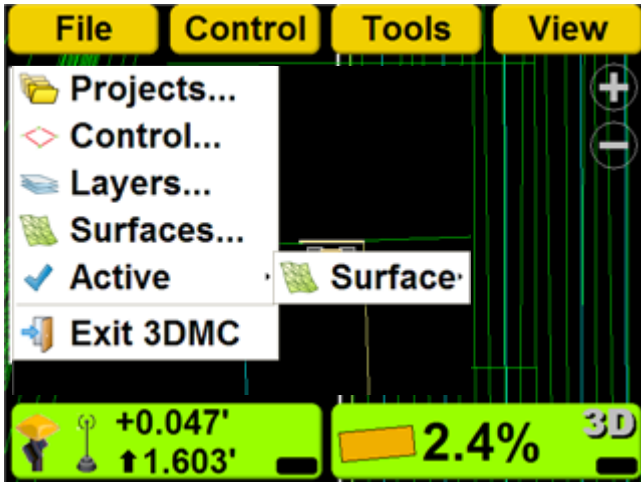 File Control Tools View
Projects...
Control...
Layers...
Surfaces...
Active Surface
Exit 3DMC
+0.047' 2.4% 3D
1.603'